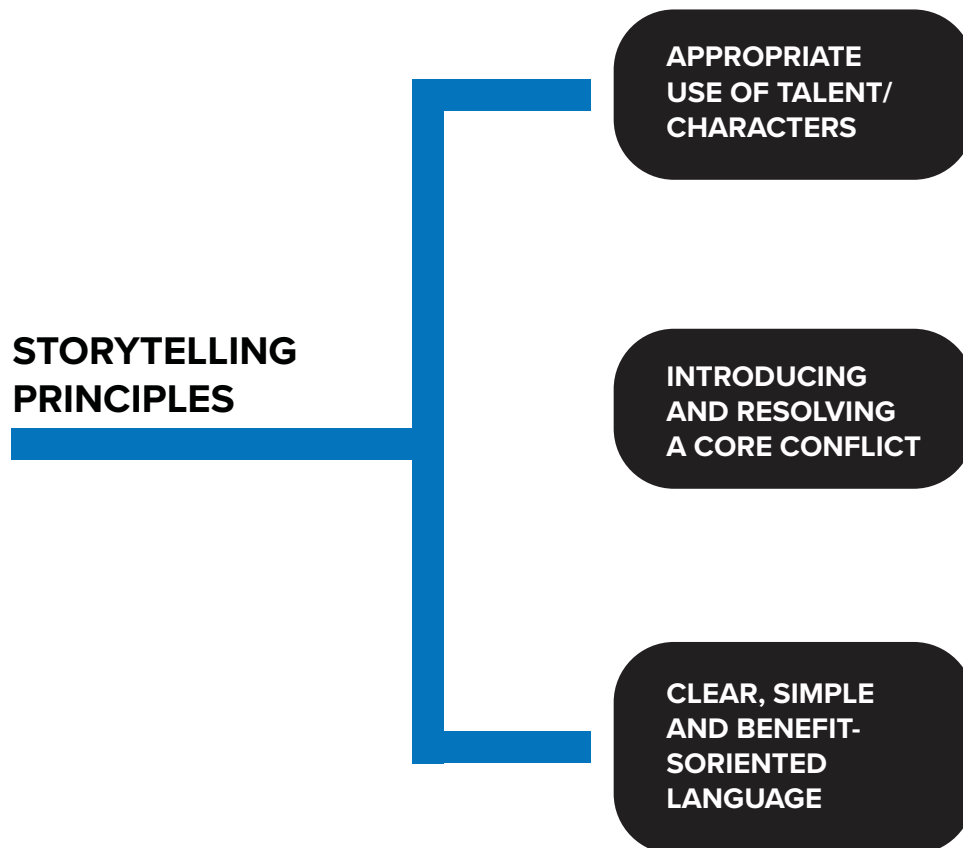 STORYTELLING
PRINCIPLES
APPROPRIATE
USE OF TALENT/
CHARACTERS
INTRODUCING
AND RESOLVING
A CORE CONFLICT
CLEAR, SIMPLE
AND BENEFIT-
SORIENTED
LANGUAGE